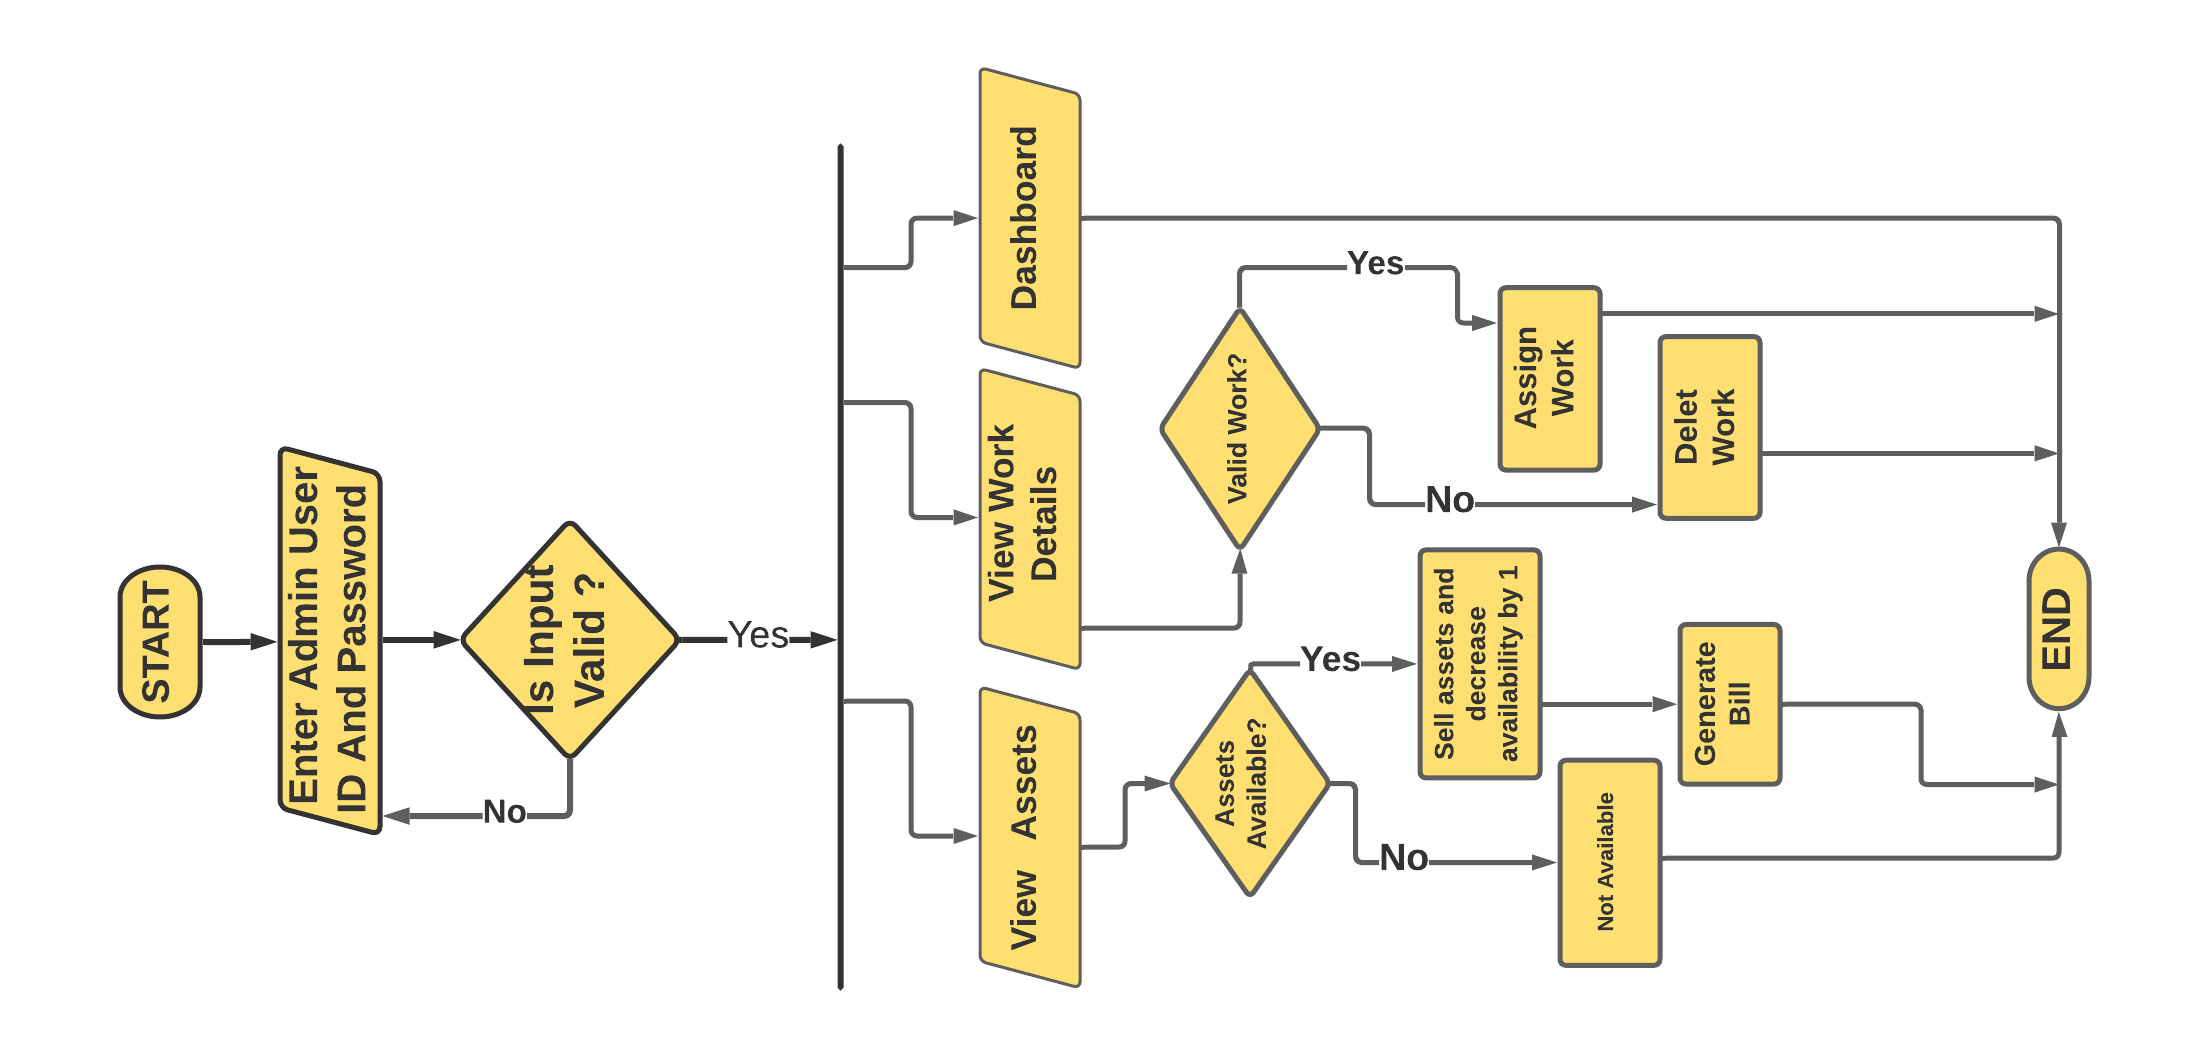 START
Enter Admin User
ID And Password
Is Input
Valid ?
No
Yes
Dashboard
View Work
Details
View Assets
Valid Work?
Yes
No
Assign
Work
Delet
Work
Assets
Available?
Yes
No
Sell assets and
decrease
availability by 1
Generate
Bill
Not Available
END